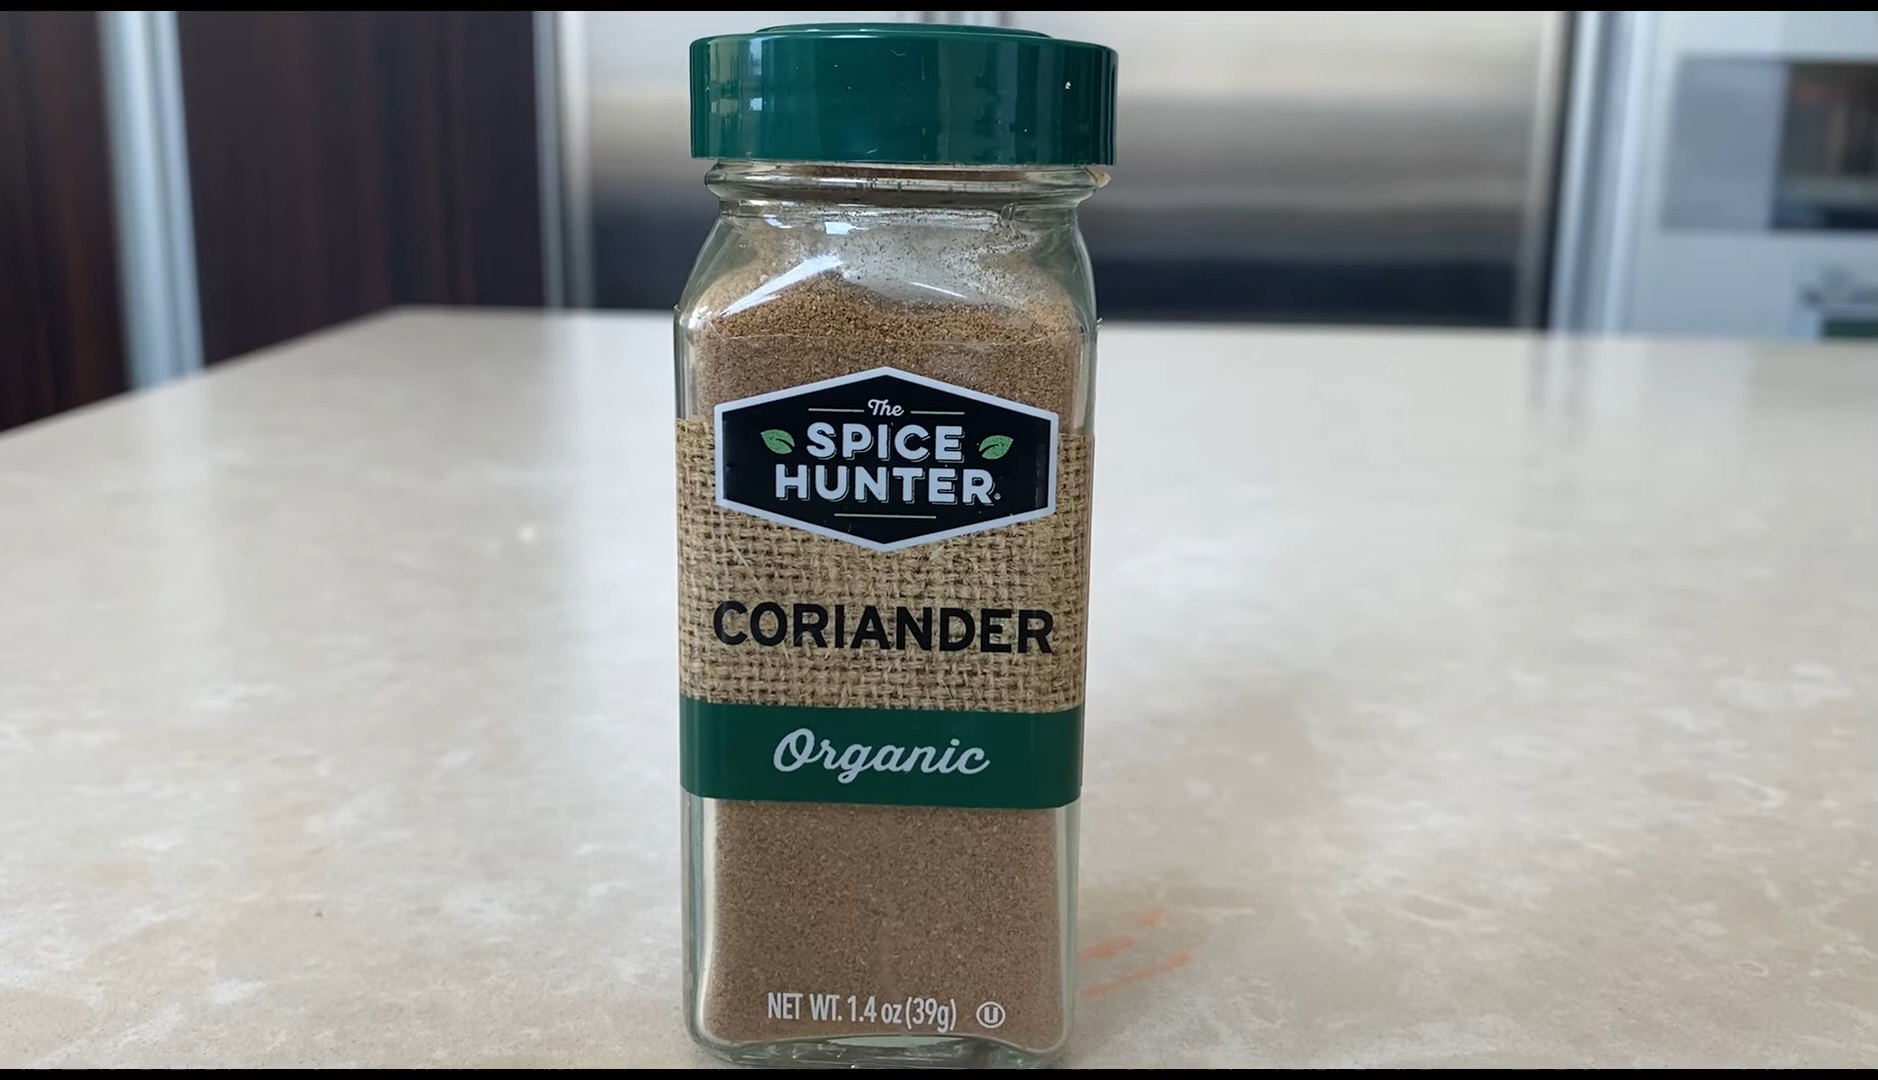 The
SPICE
HUNTER®
CORIANDER
Organic
NET WT. 1.4 oz (39g) U